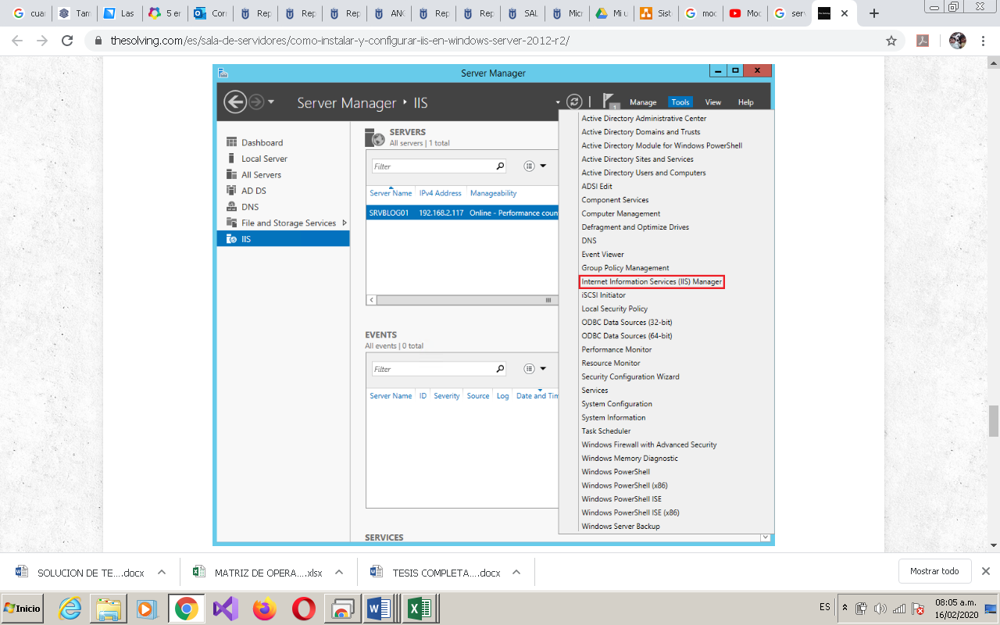 cuar
Tam
Las
5 er
Cor
Rep
Rep
Rep
ANC
Rep
Rep
SAL
Micr
Mi u
Sist
moc
Moc
serv
thesolving.com/es/sala-de-servidores/como-instalar-y-configurar-iis-en-windows-server-2012-r2/
Server Manager
Server Manager ‣ IIS
1
Manage
Tools
View
Help
Dashboard
Local Server
All Servers
AD DS
DNS
File and Storage Services
IIS
SERVERS
All servers | 1 total
Filter
Server Name IPv4 Address Manageability
SRVBLOG01 192.168.2.117 Online - Performance coun
EVENTS
All events | 0 total
Filter
Server Name ID Severity Source Log Date and Tim
SERVICES
Active Directory Administrative Center
Active Directory Domains and Trusts
Active Directory Module for Windows PowerShell
Active Directory Sites and Services
Active Directory Users and Computers
ADSI Edit
Component Services
Computer Management
Defragment and Optimize Drives
DNS
Event Viewer
Group Policy Management
Internet Information Services (IIS) Manager
iSCSI Initiator
Local Security Policy
ODBC Data Sources (32-bit)
ODBC Data Sources (64-bit)
Performance Monitor
Resource Monitor
Security Configuration Wizard
Services
System Configuration
System Information
Task Scheduler
Windows Firewall with Advanced Security
Windows Memory Diagnostic
Windows PowerShell
Windows PowerShell (x86)
Windows PowerShell ISE
Windows PowerShell ISE (x86)
Windows Server Backup
SOLUCION DE TE....docx
MATRIZ DE OPERA....xlsx
TESIS COMPLETA....docx
Mostrar todo
Inicio
ES
08:05 a.m.
16/02/2020